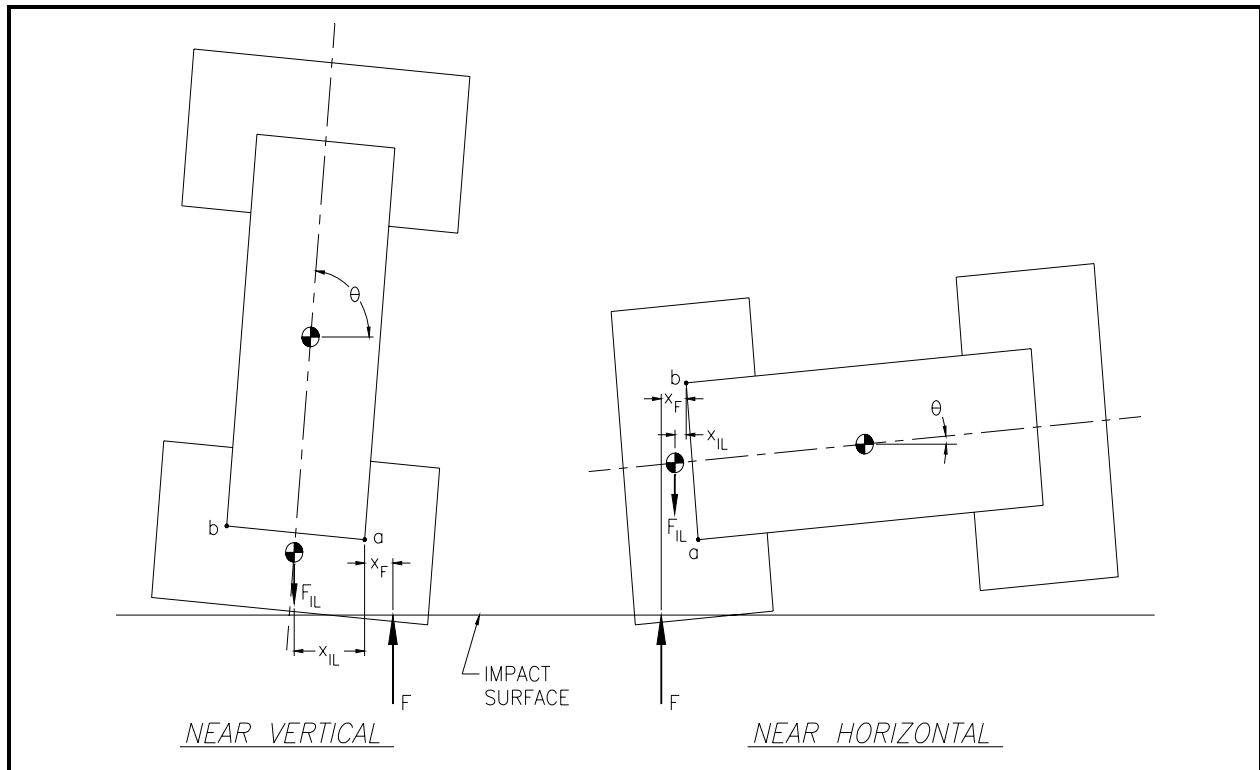 θ
b
a
x_F
F_IL
x_IL
F
IMPACT
SURFACE
NEAR VERTICAL
b
x_F
x_IL
θ
F_IL
a
F
NEAR HORIZONTAL